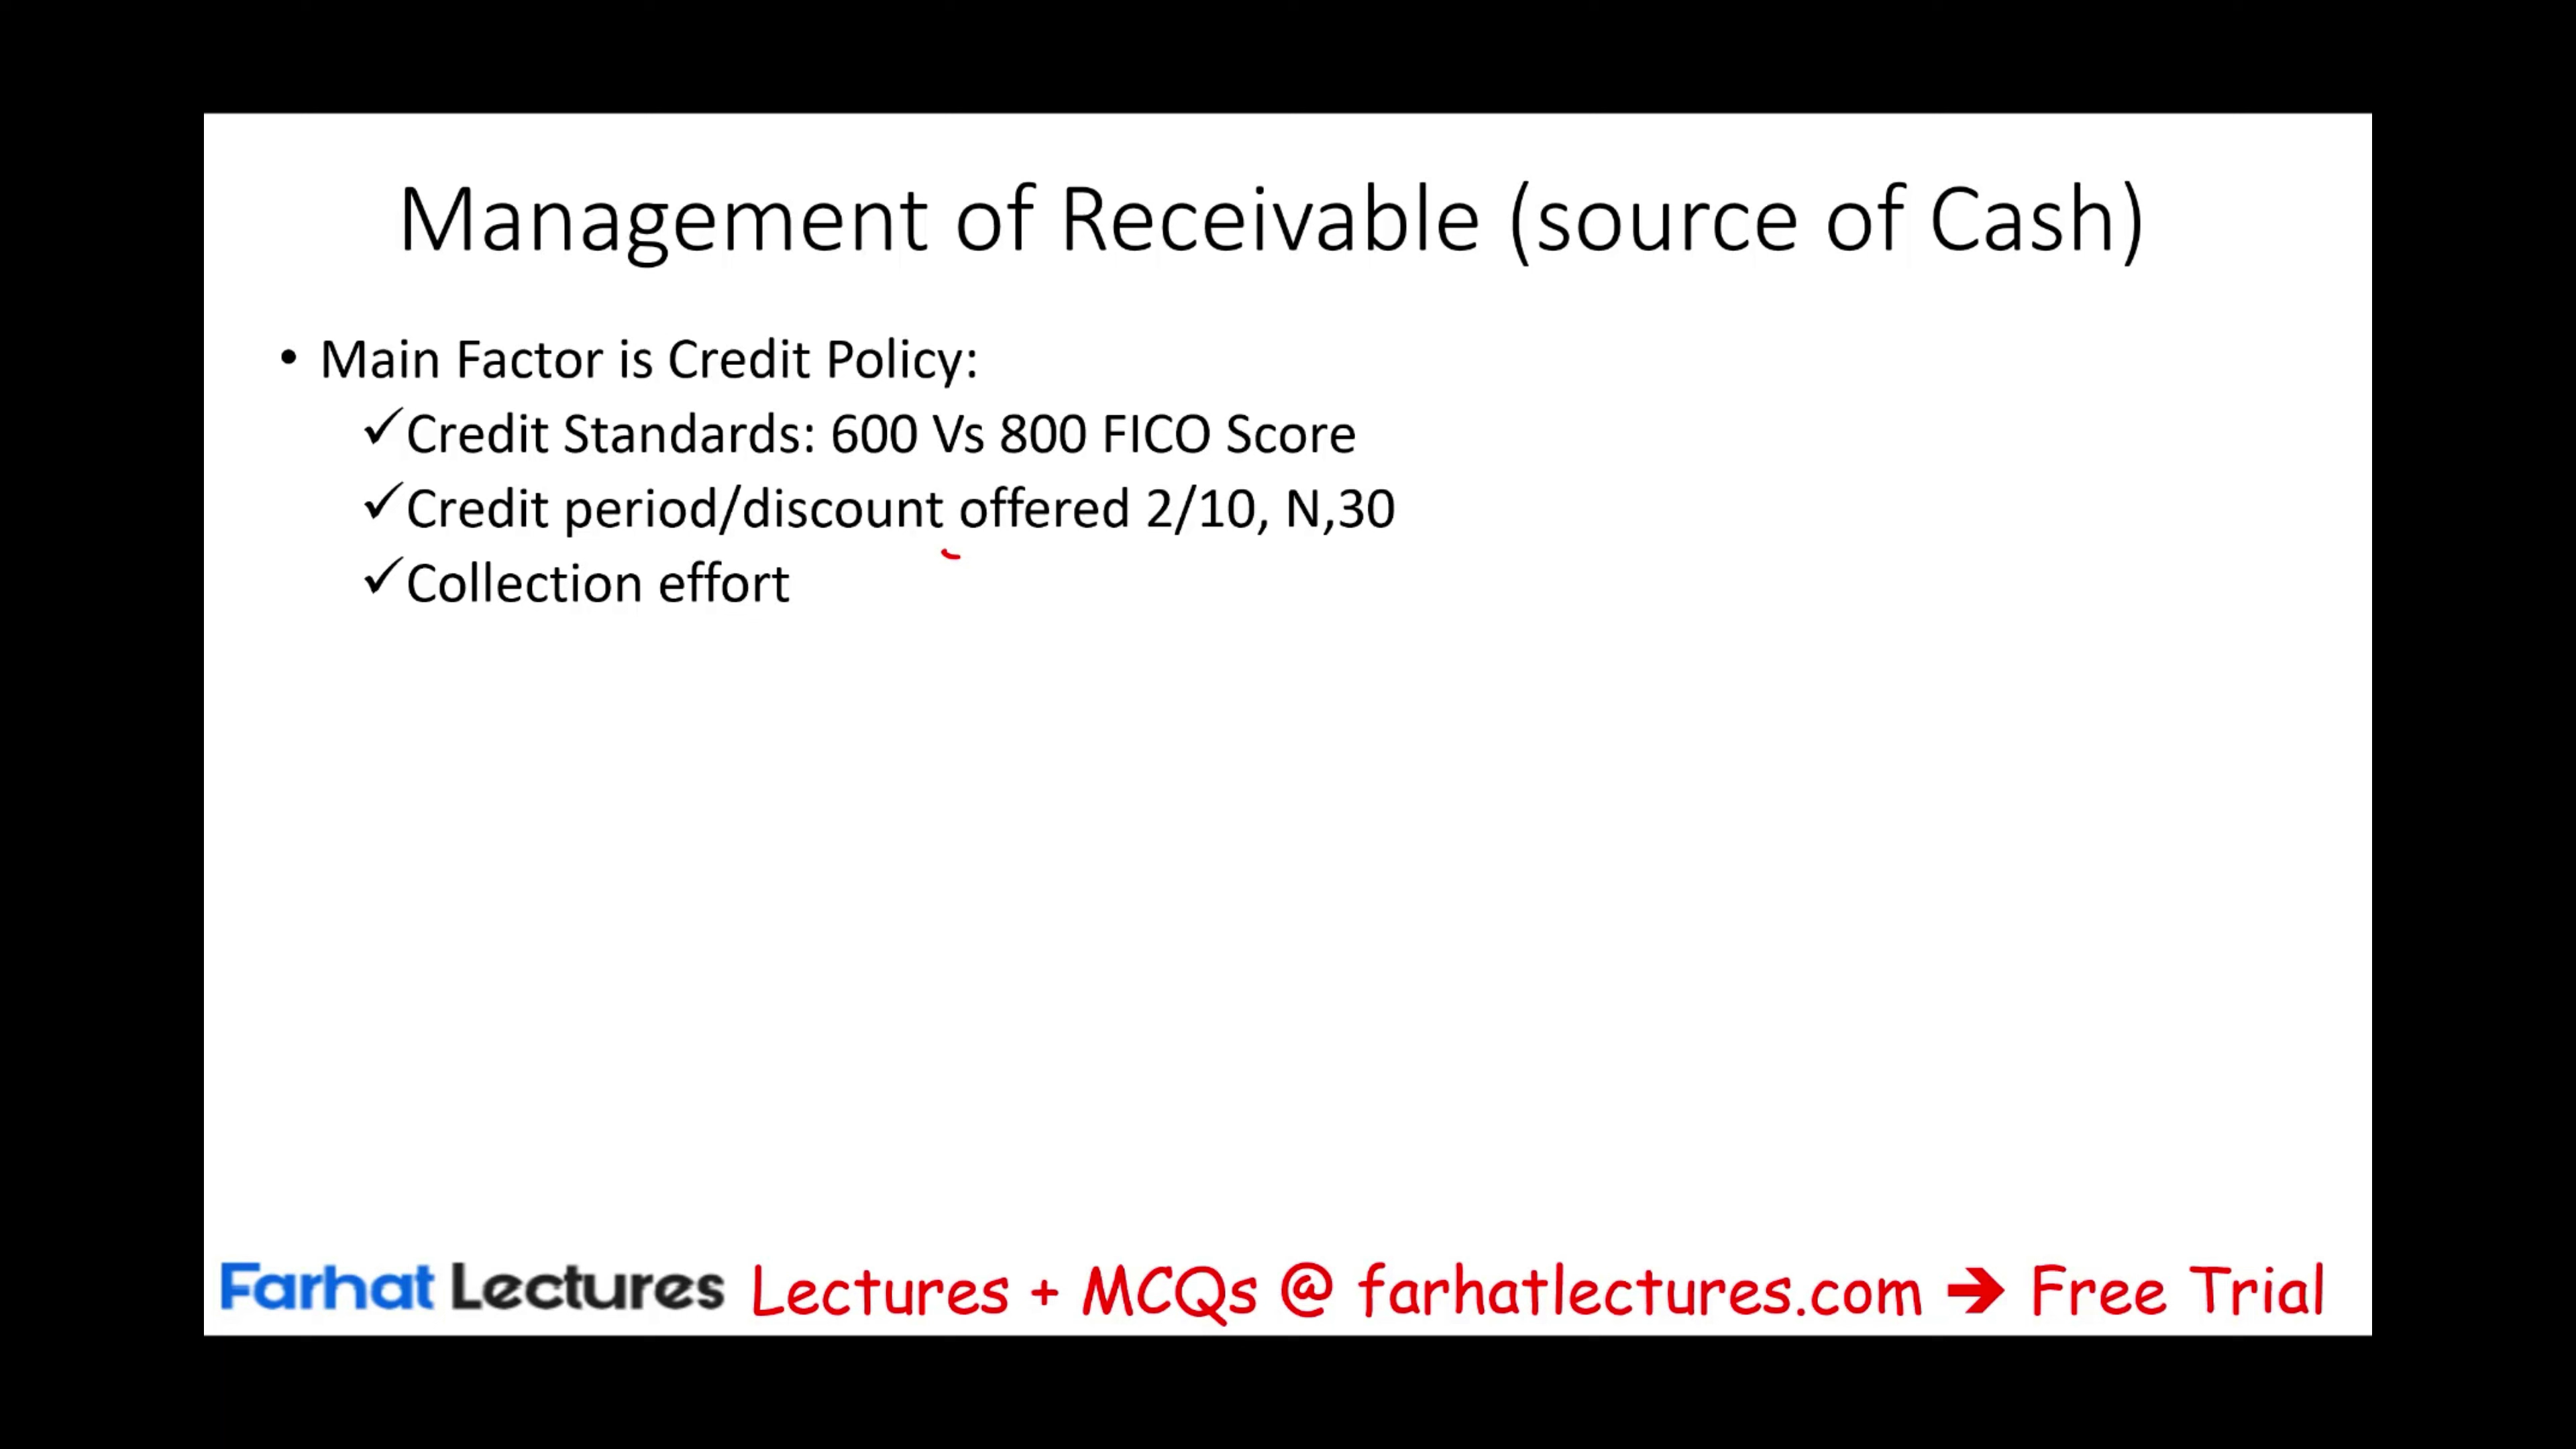 Management of Receivable (source of Cash)
• Main Factor is Credit Policy:
✓Credit Standards: 600 Vs 800 FICO Score
✓Credit period/discount offered 2/10, N,30
✓Collection effort
Farhat Lectures Lectures + MCQs @ farhatlectures.com ➔ Free Trial